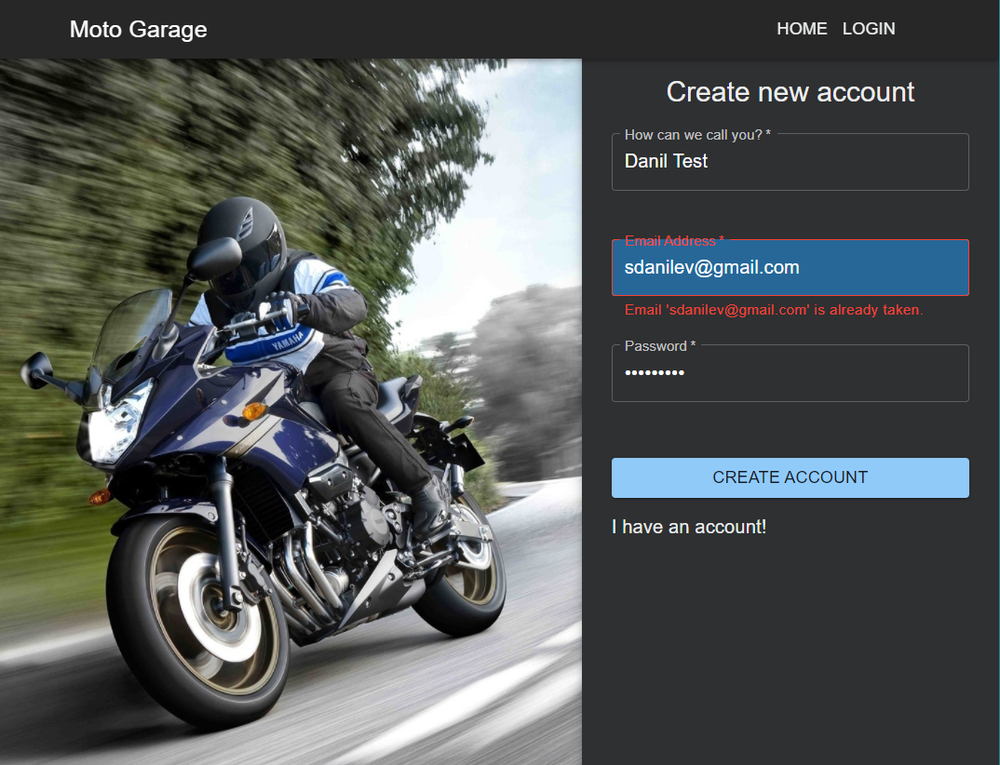 Moto Garage
HOME LOGIN
YAMAHA
Create new account
How can we call you? *
Danil Test
Email Address *
sdanilev@gmail.com
Email 'sdanilev@gmail.com' is already taken.
Password *
•••••••••
CREATE ACCOUNT
I have an account!